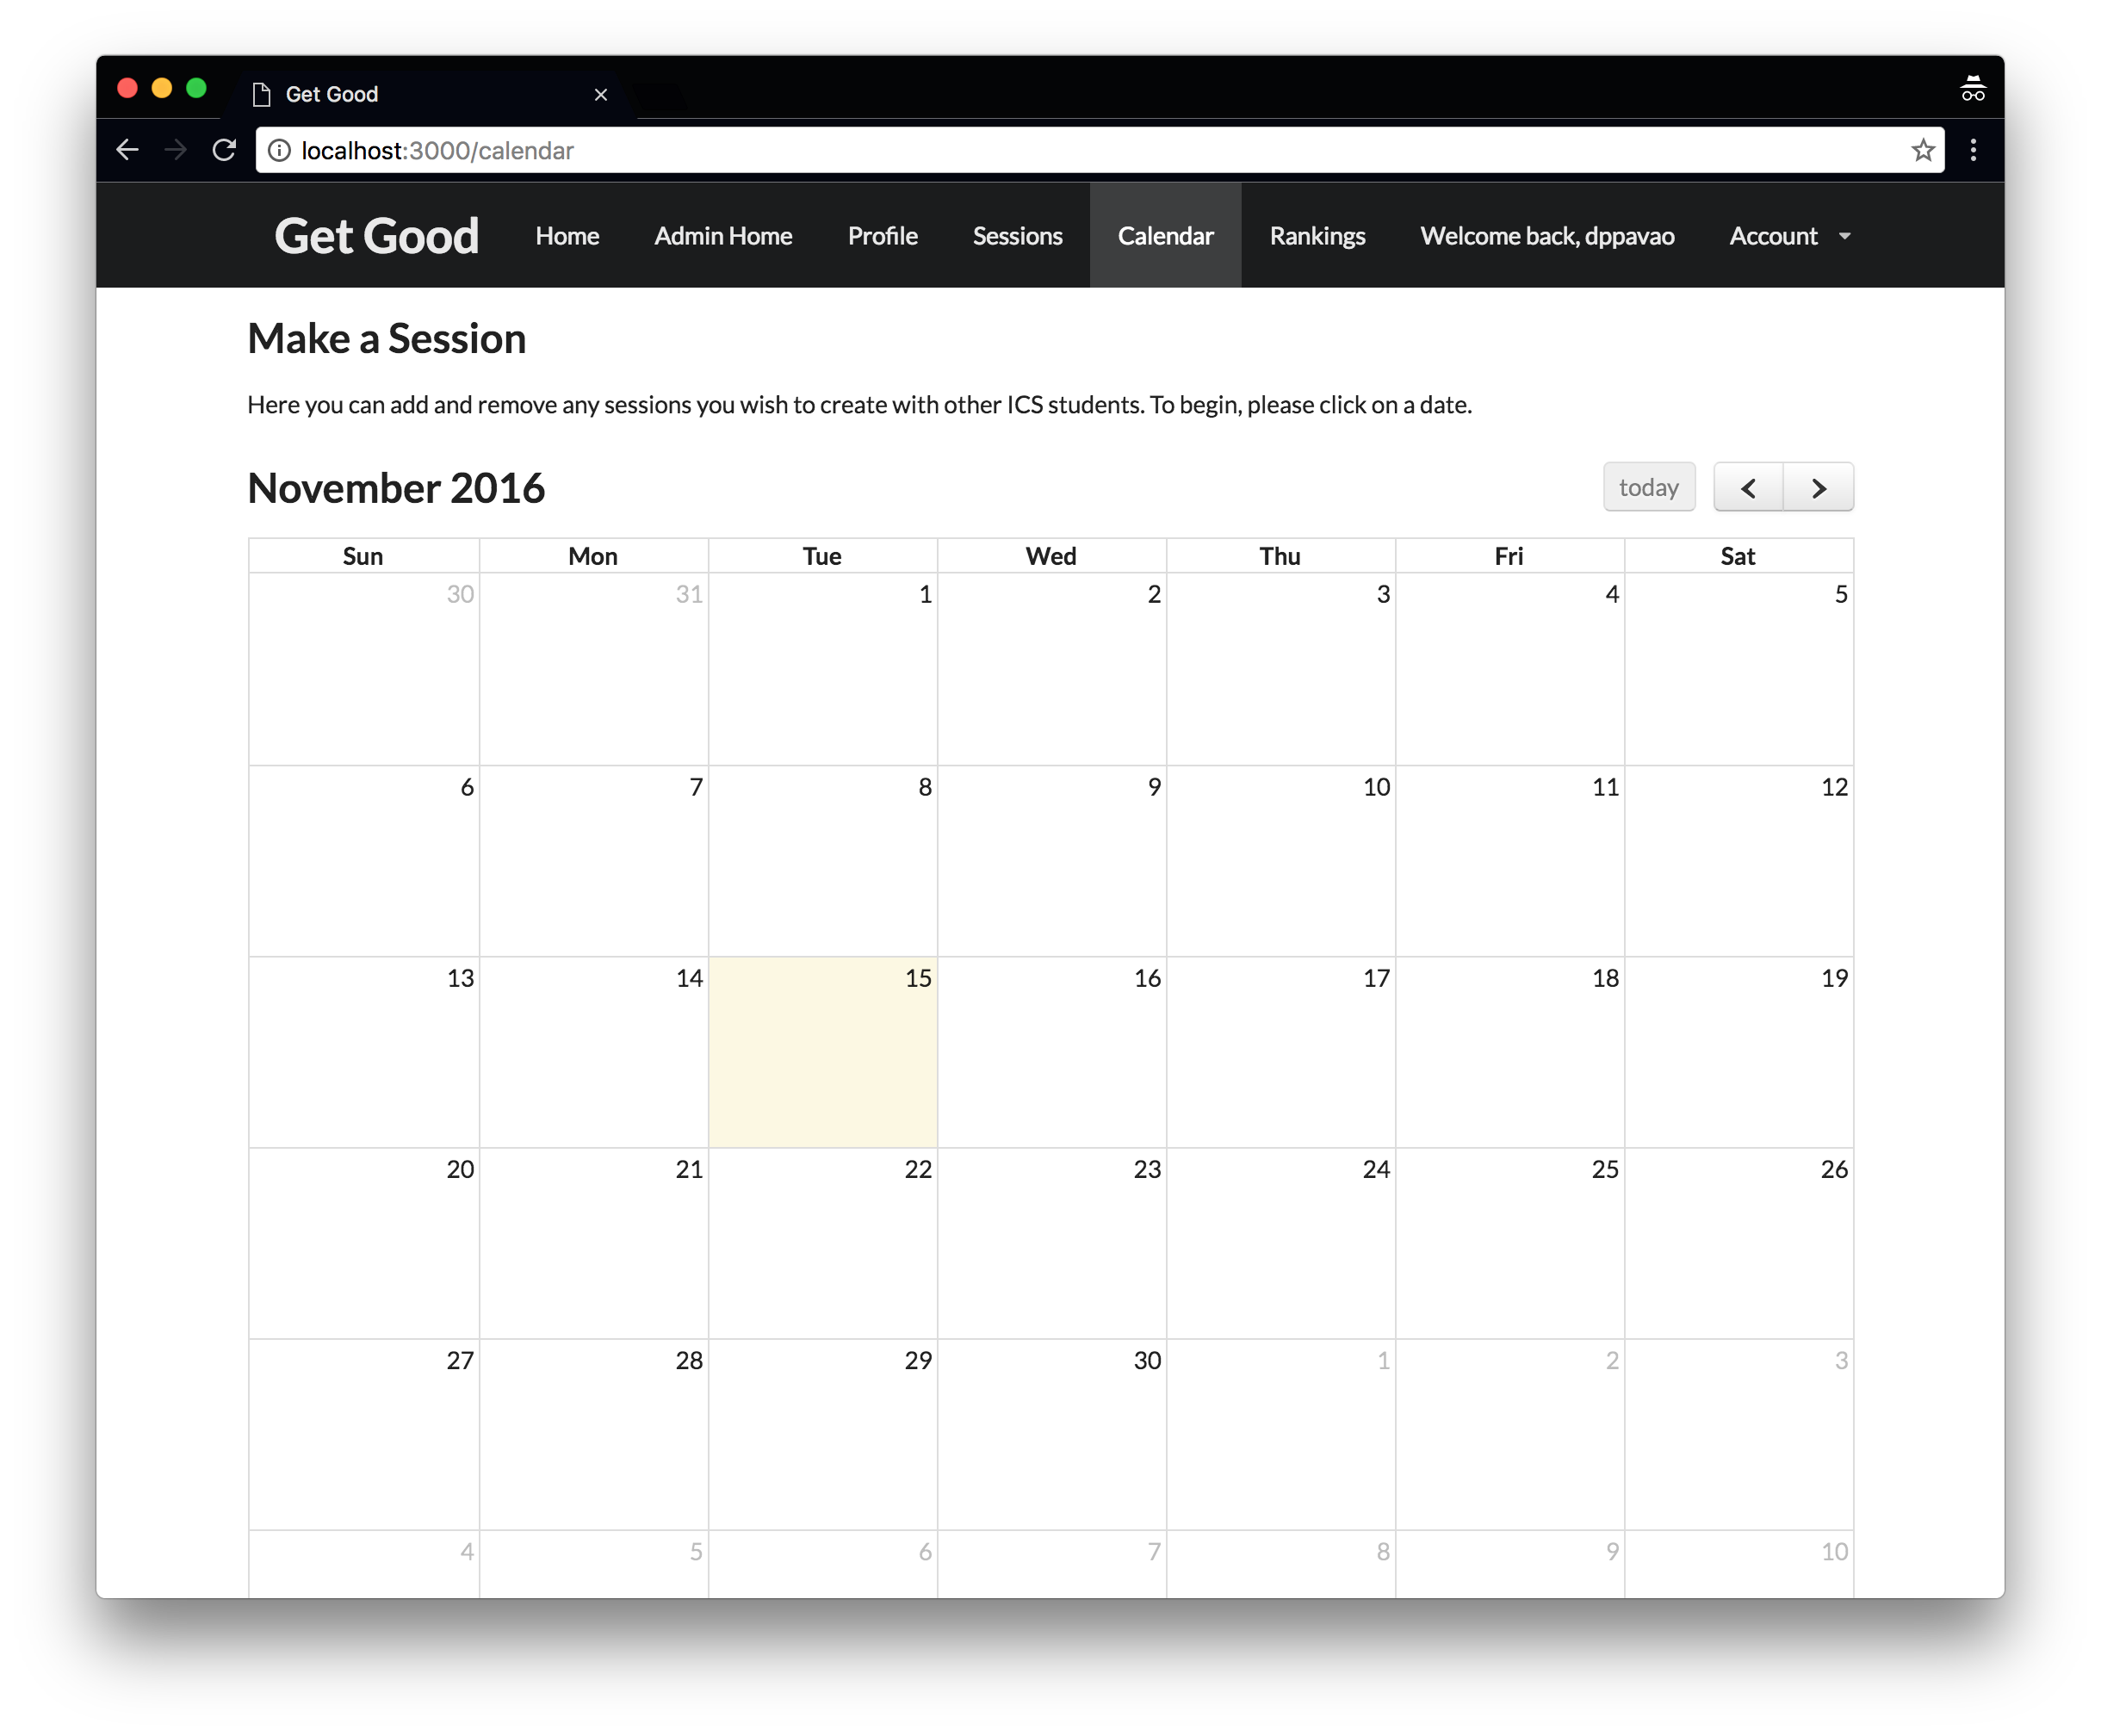 Get Good
localhost:3000/calendar
Get Good Home Admin Home Profile Sessions Calendar Rankings Welcome back, dppavao Account
Make a Session
Here you can add and remove any sessions you wish to create with other ICS students. To begin, please click on a date.
November 2016 today
Sun Mon Tue Wed Thu Fri Sat
30 31 1 2 3 4 5
6 7 8 9 10 11 12
13 14 15 16 17 18 19
20 21 22 23 24 25 26
27 28 29 30 1 2 3
4 5 6 7 8 9 10